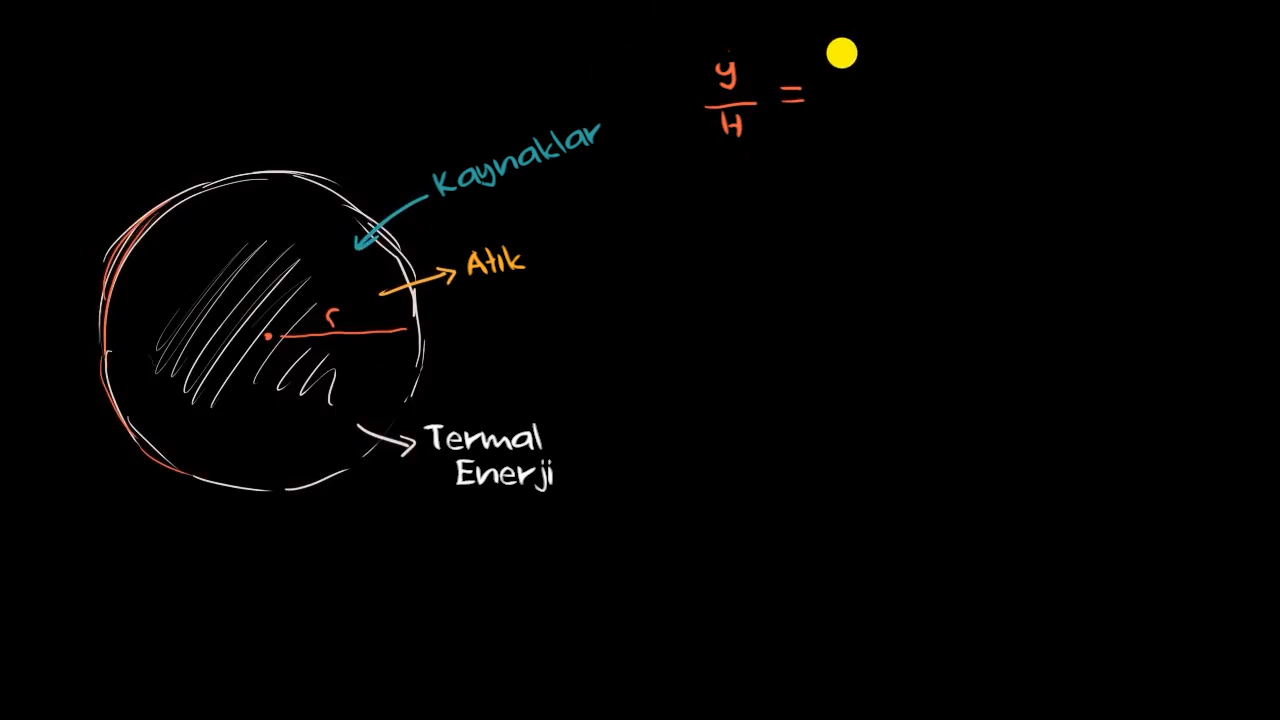 y
H
=
Kaynaklar
Atık
r
Termal
Enerji